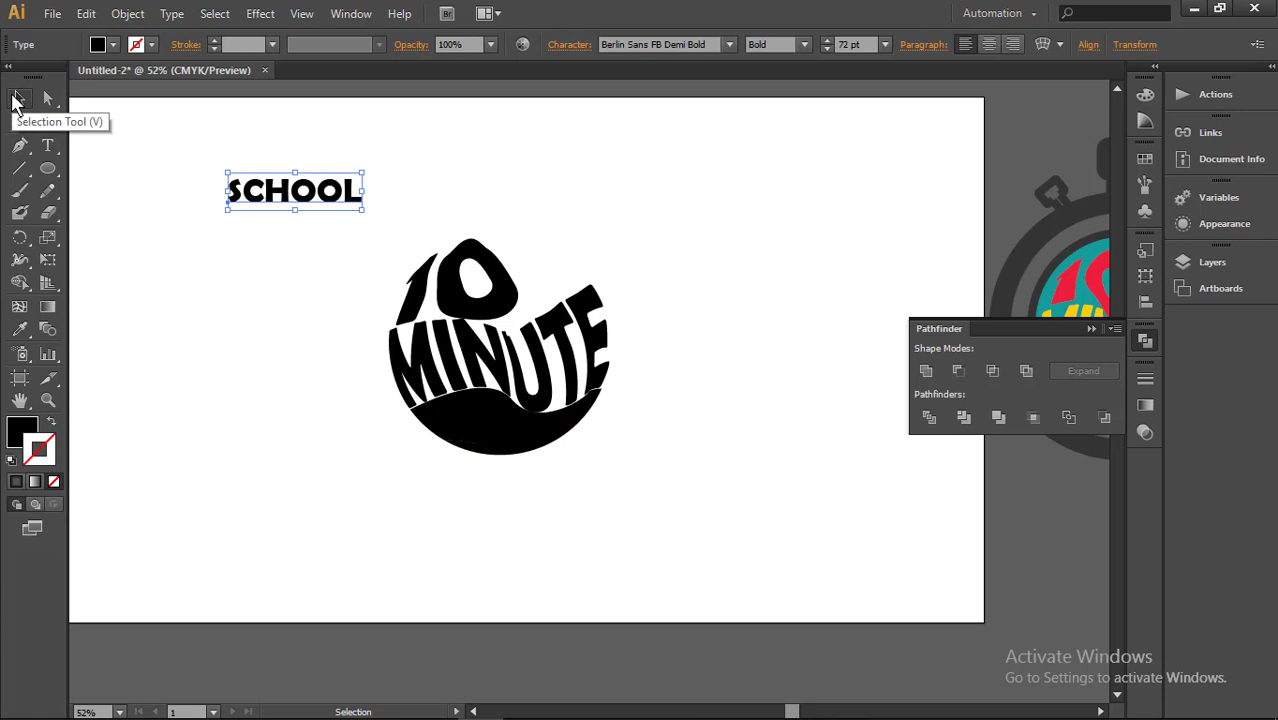 Ai File Edit Object Type Select Effect View Window Help Br Automation
Type Stroke: Opacity: 100% Character: Berlin Sans FB Demi Bold Bold 72 pt Paragraph: Align Transform
Untitled-2* @ 52% (CMYK/Preview) ×
Selection Tool (V)
T
SCHOOL
10
MINUTE
Pathfinder
Shape Modes:
Expand
Pathfinders:
Actions
Links
Document Info
Variables
Appearance
Layers
Artboards
Activate Windows
Go to Settings to activate Windows.
52% 1 Selection